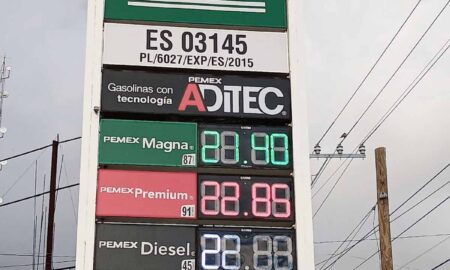 ES 03145
PL/6027/EXP/ES/2015
Gasolinas con
tecnología
PEMEX
ADITEC
PEMEX Magna
87
PEMEX Premium
91
PEMEX Diesel
45